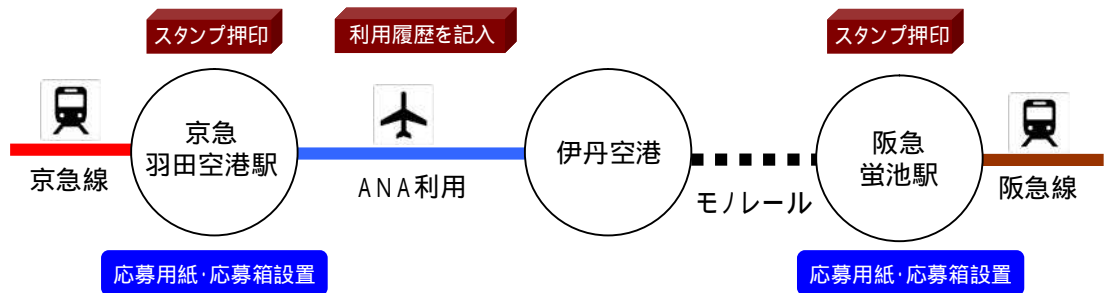 スタンプ押印
利用履歴を記入
スタンプ押印
京急
羽田空港駅
伊丹空港
阪急
蛍池駅
京急線
ANA利用
モノレール
阪急線
応募用紙・応募箱設置
応募用紙・応募箱設置